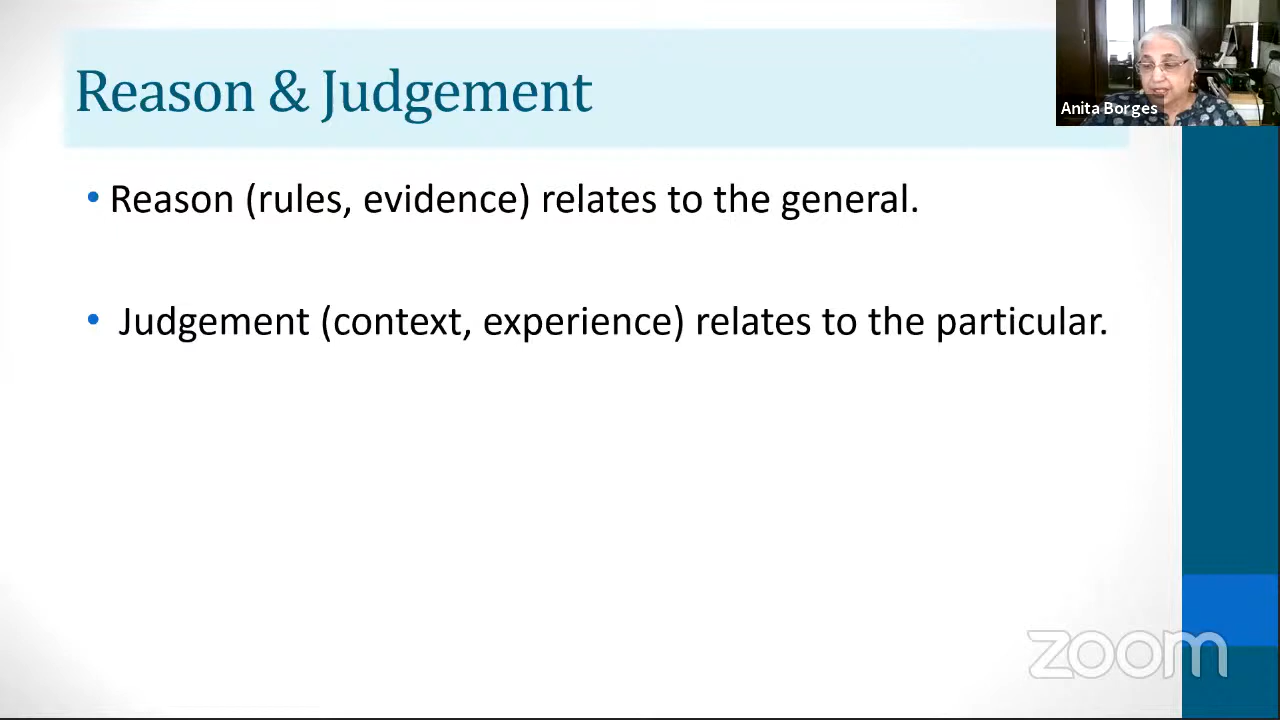 Reason & Judgement
Anita Borges
• Reason (rules, evidence) relates to the general.
• Judgement (context, experience) relates to the particular.
zoom